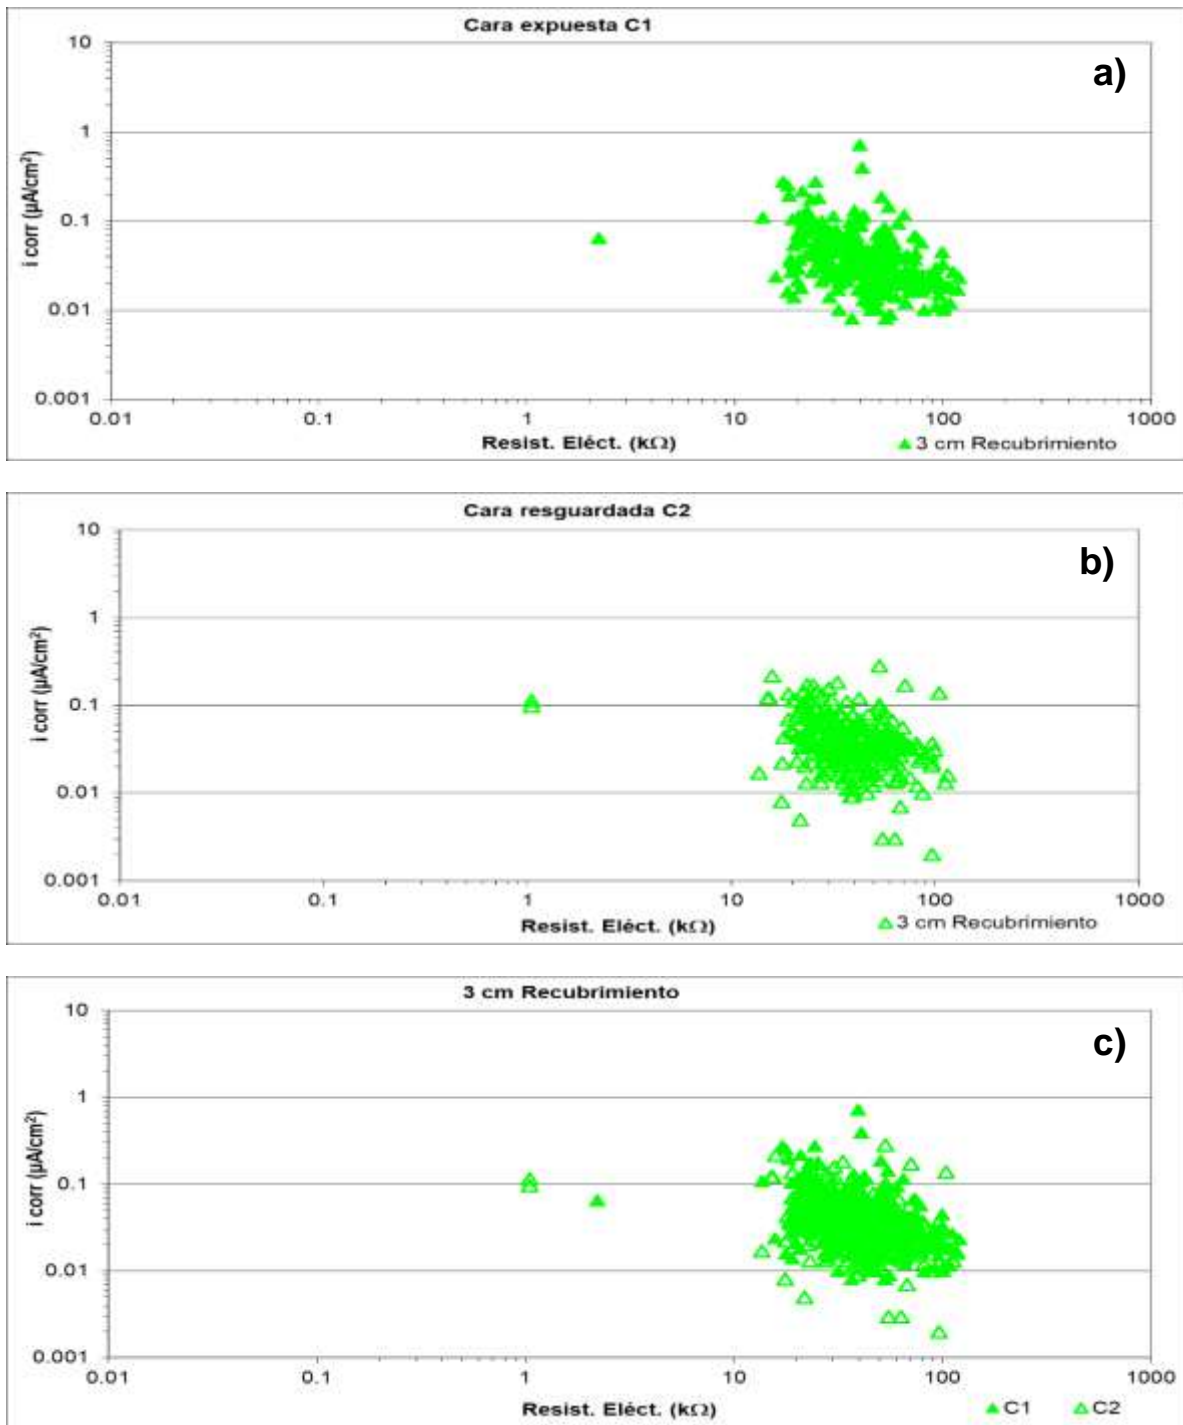 Cara expuesta C1
a)
10
1
0.1
0.01
0.001
i corr (µA/cm²)
0.01 0.1 1 10 100 1000
Resist. Eléct. (kΩ)
3 cm Recubrimiento
Cara resguardada C2
b)
10
1
0.1
0.01
0.001
i corr (µA/cm²)
0.01 0.1 1 10 100 1000
Resist. Eléct. (kΩ)
3 cm Recubrimiento
3 cm Recubrimiento
c)
10
1
0.1
0.01
0.001
i corr (µA/cm²)
0.01 0.1 1 10 100 1000
Resist. Eléct. (kΩ)
C1 C2